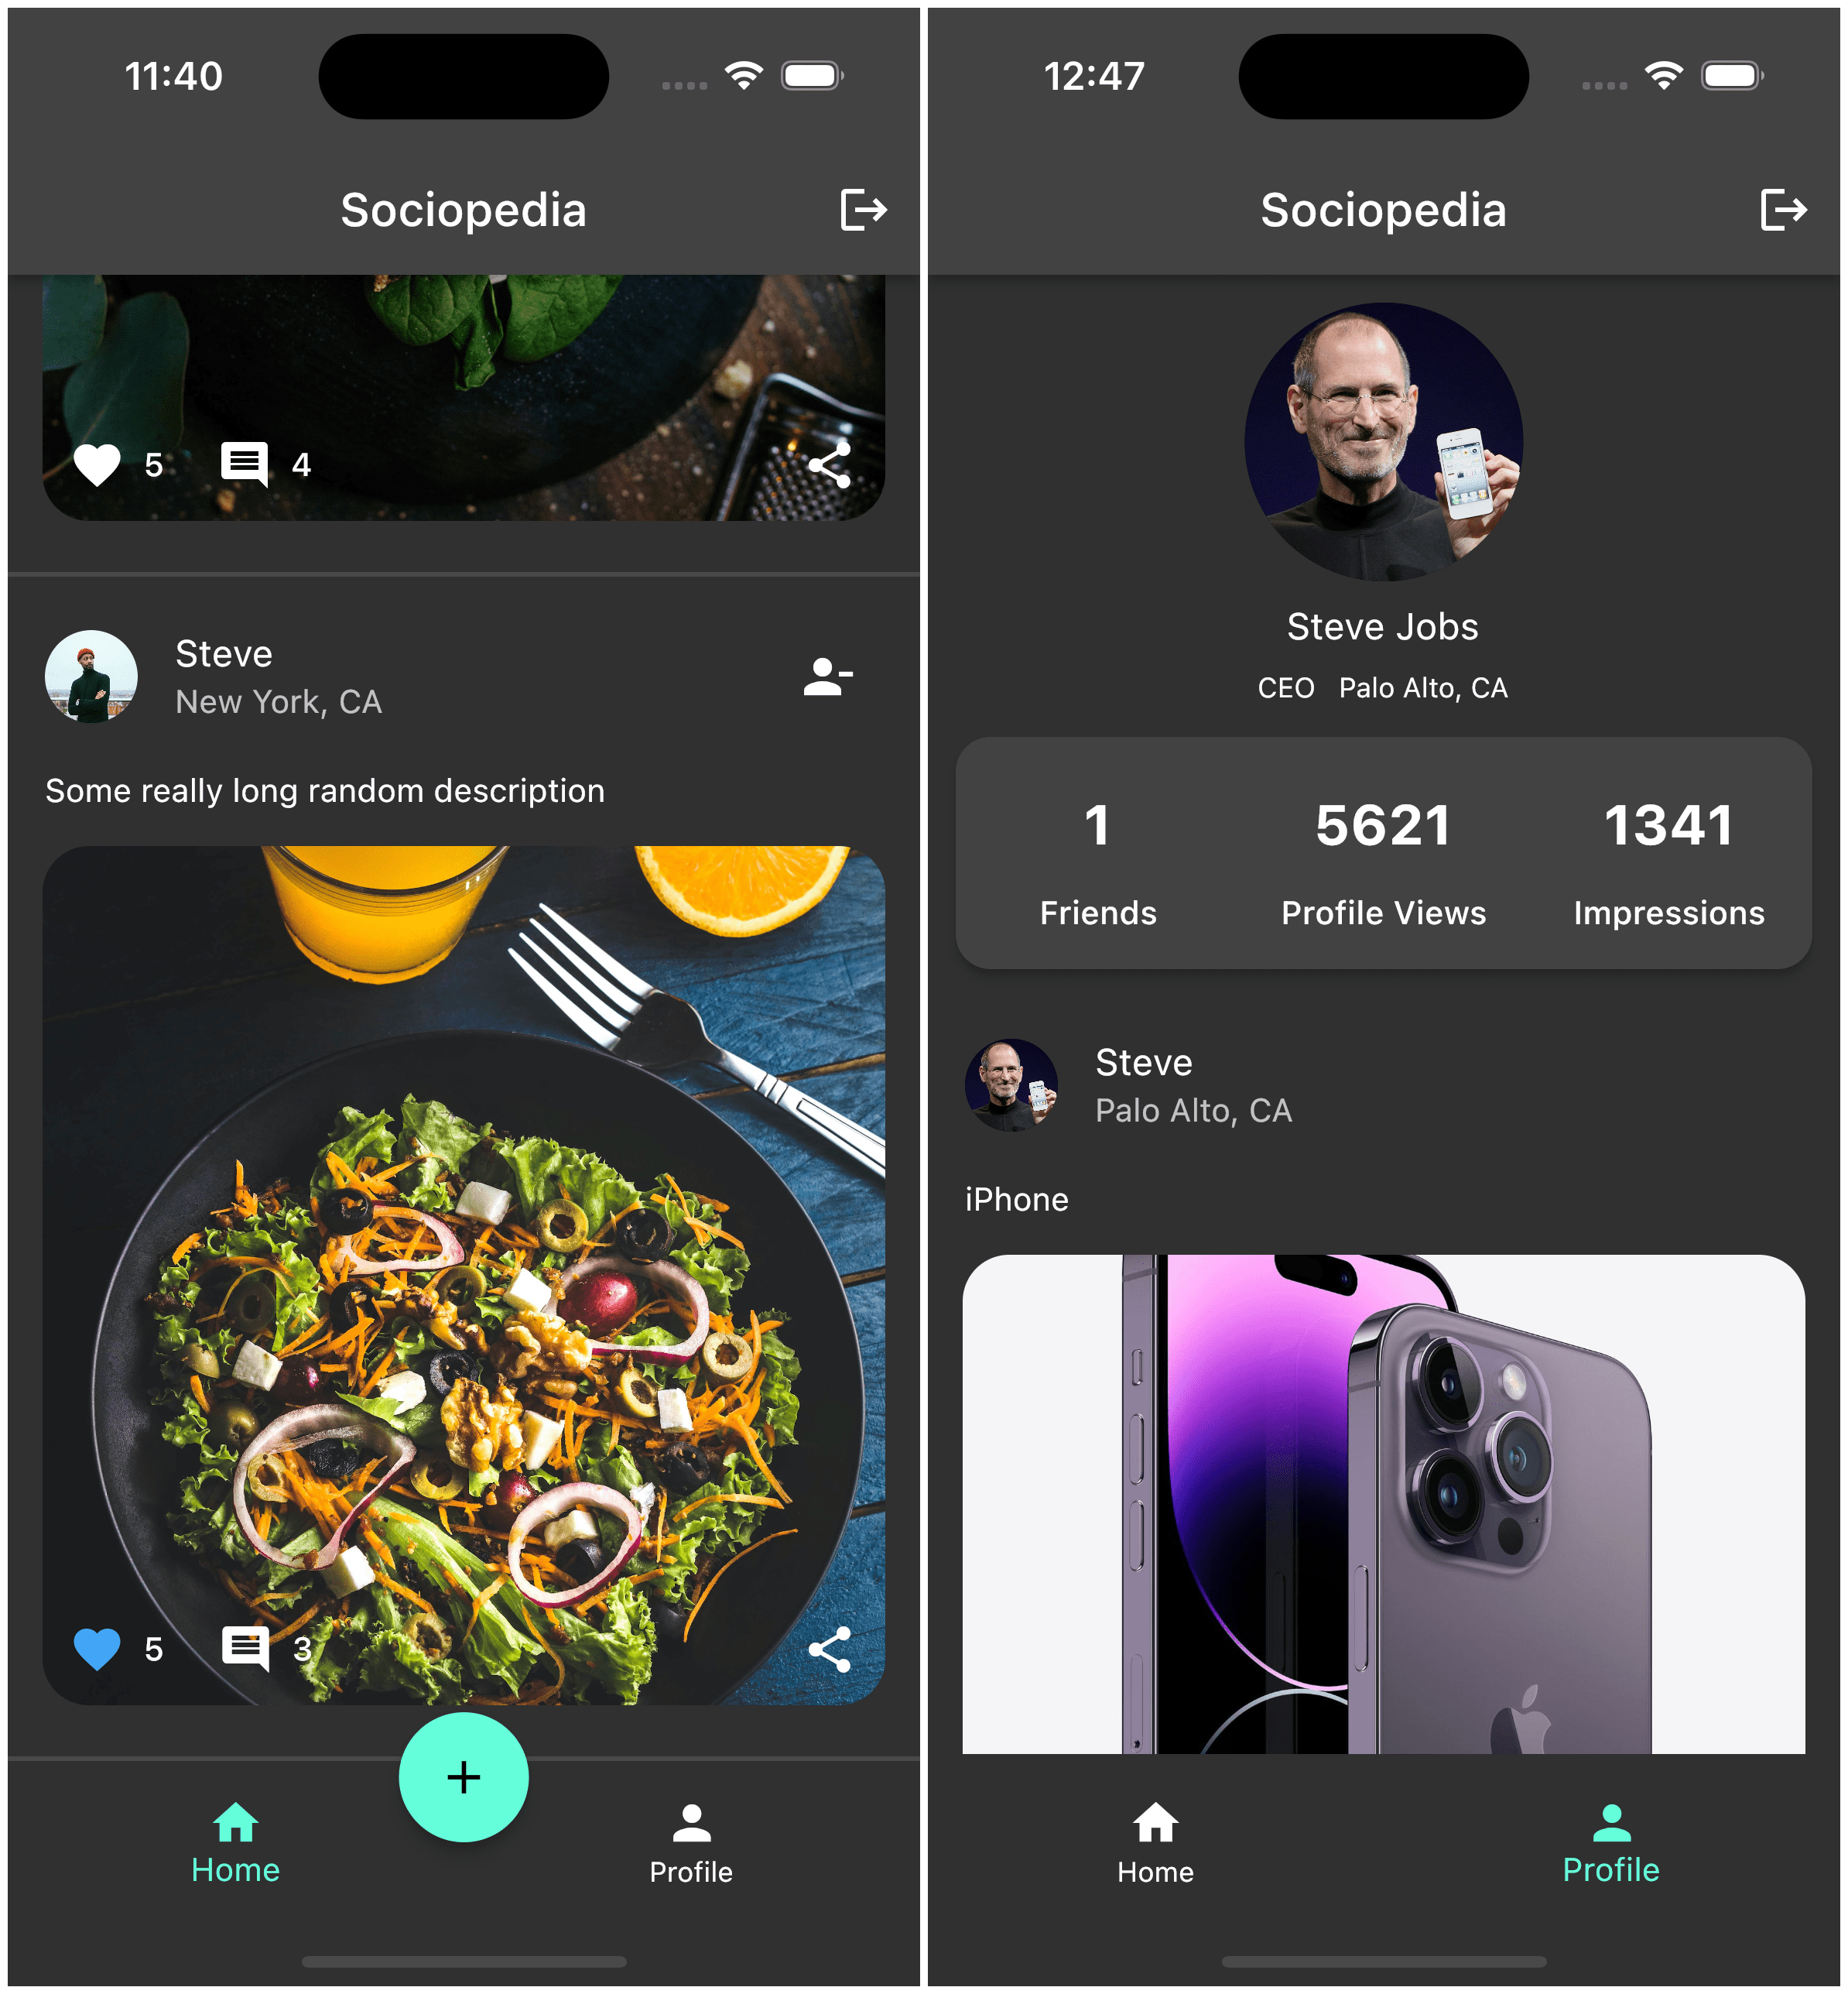 11:40
Sociopedia
5 4
Steve
New York, CA
Some really long random description
5 3
+
Home Profile
12:47
Sociopedia
Steve Jobs
CEO Palo Alto, CA
1 5621 1341
Friends Profile Views Impressions
Steve
Palo Alto, CA
iPhone
Home Profile